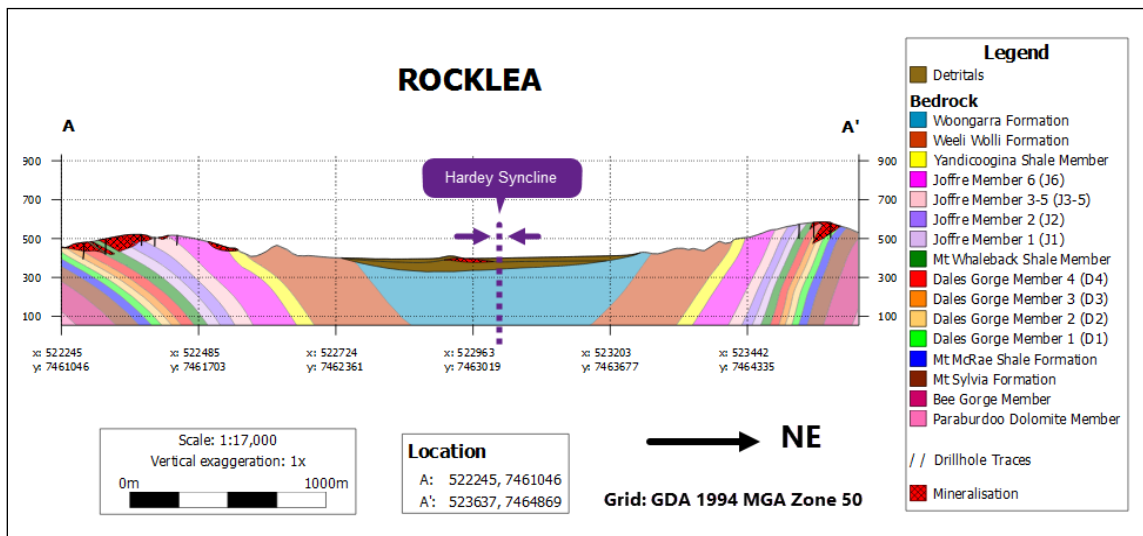 ROCKLEA
A
A'
Hardey Syncline
900
700
500
300
100
900
700
500
300
100
x: 522245
y: 7461046
x: 522485
y: 7461703
x: 522724
y: 7462361
x: 522963
y: 7463019
x: 523203
y: 7463677
x: 523442
y: 7464335
Scale: 1:17,000
Vertical exaggeration: 1x
0m 1000m
Location
A: 522245, 7461046
A': 523637, 7464869
NE
Grid: GDA 1994 MGA Zone 50
Legend
Detritals
Bedrock
Woongarra Formation
Weeli Wolli Formation
Yandicoogina Shale Member
Joffre Member 6 (J6)
Joffre Member 3-5 (J3-5)
Joffre Member 2 (J2)
Joffre Member 1 (J1)
Mt Whaleback Shale Member
Dales Gorge Member 4 (D4)
Dales Gorge Member 3 (D3)
Dales Gorge Member 2 (D2)
Dales Gorge Member 1 (D1)
Mt McRae Shale Formation
Mt Sylvia Formation
Bee Gorge Member
Paraburdoo Dolomite Member
/ / Drillhole Traces
Mineralisation